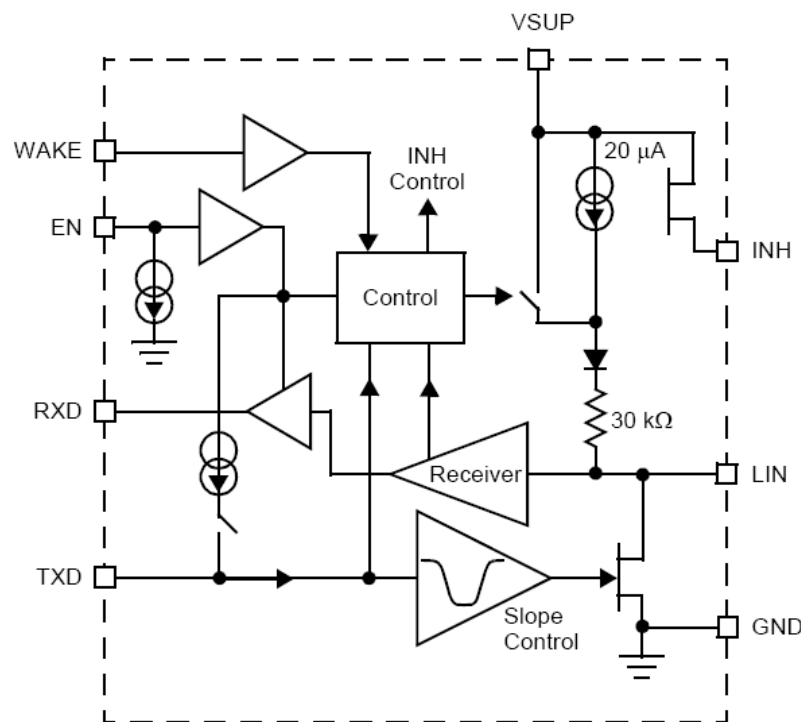 VSUP
WAKE
INH
Control
20 μA
EN
INH
Control
RXD
30 kΩ
Receiver
LIN
TXD
Slope
Control
GND